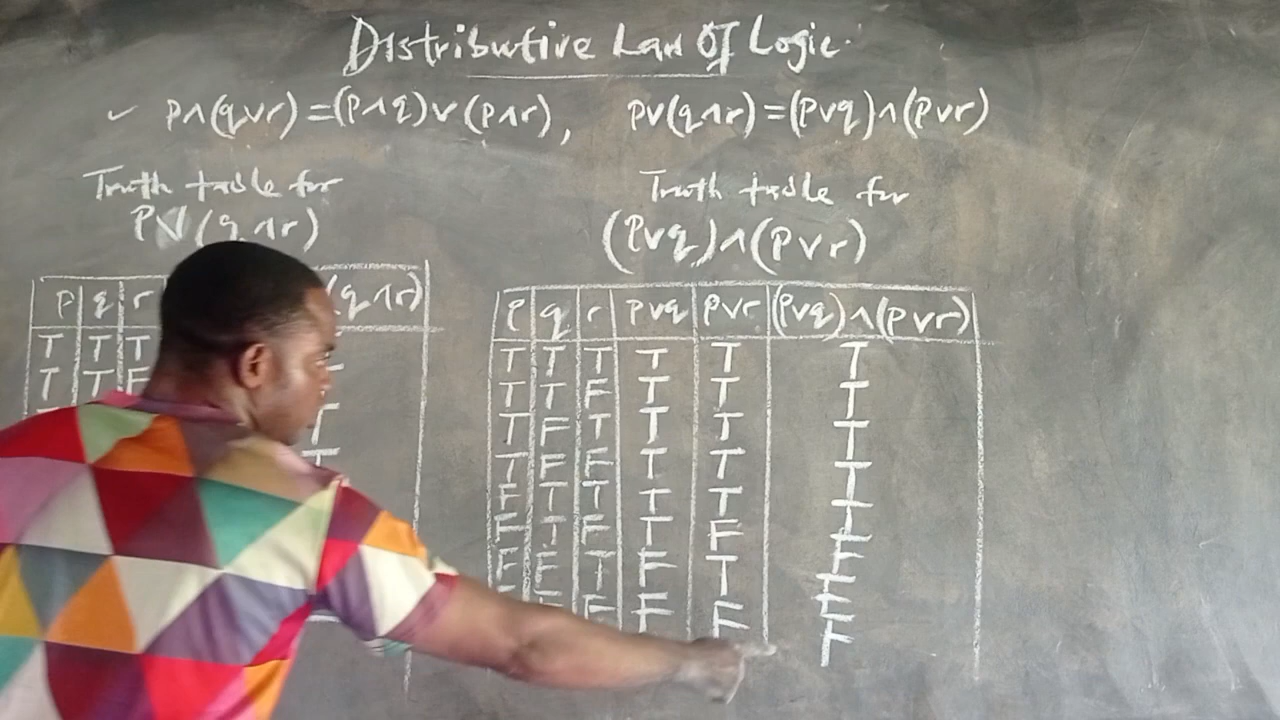 Distributive Law Of Logic.
✓ p∧(q∨r)=(p∧q)∨(p∧r), p∨(q∧r)=(p∨q)∧(p∨r)
Truth table for
p∨(q∧r)
Truth table for
(p∨q)∧(p∨r)
p q r (q∧r)
T T T
T T F
T
T
p q r p∨q p∨r (p∨q)∧(p∨r)
T T T T T T
T T F T T T
T F T T T T
T F F T T T
F T T T T T
F T F T F F
F F T F T F
F F F F F